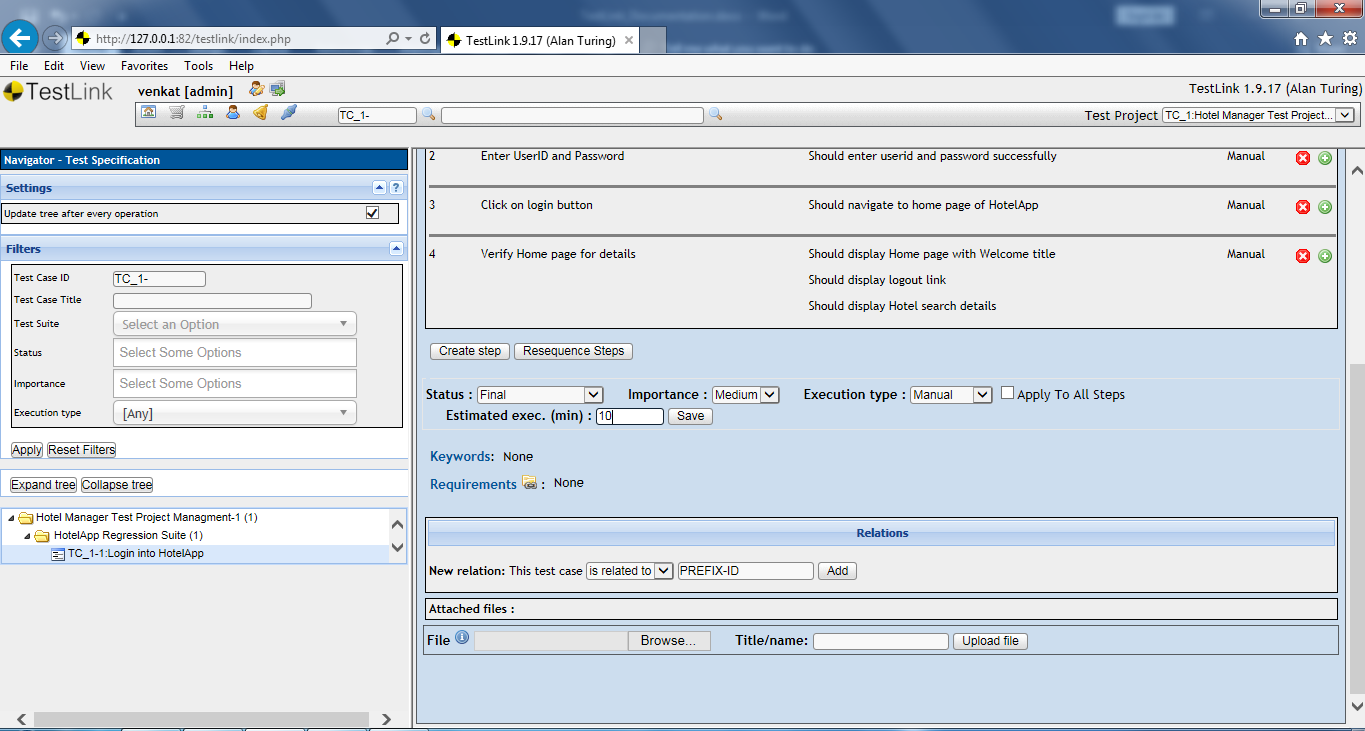 http://127.0.0.1:82/testlink/index.php
TestLink 1.9.17 (Alan Turing)
File Edit View Favorites Tools Help
TestLink venkat [admin] TestLink 1.9.17 (Alan Turing)
TC_1- Test Project TC_1:Hotel Manager Test Project...
Navigator - Test Specification
Settings
Update tree after every operation
Filters
Test Case ID TC_1-
Test Case Title
Test Suite Select an Option
Status Select Some Options
Importance Select Some Options
Execution type [Any]
Apply Reset Filters
Expand tree Collapse tree
Hotel Manager Test Project Managment-1 (1)
HotelApp Regression Suite (1)
TC_1-1:Login into HotelApp
2 Enter UserID and Password Should enter userid and password successfully Manual
3 Click on login button Should navigate to home page of HotelApp Manual
4 Verify Home page for details Should display Home page with Welcome title Manual
Should display logout link
Should display Hotel search details
Create step Resequence Steps
Status : Final Importance : Medium Execution type : Manual Apply To All Steps
Estimated exec. (min) : 10 Save
Keywords: None
Requirements : None
Relations
New relation: This test case is related to PREFIX-ID Add
Attached files :
File Browse... Title/name: Upload file